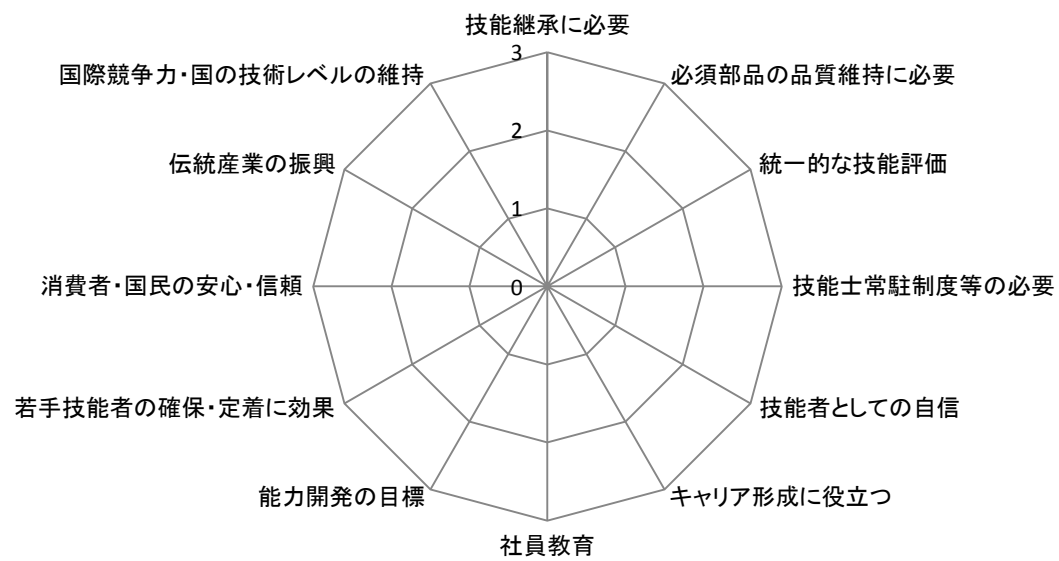 技能継承に必要
3
国際競争力・国の技術レベルの維持
必須部品の品質維持に必要
2
伝統産業の振興
統一的な技能評価
1
消費者・国民の安心・信頼
0
技能士常駐制度等の必要
若手技能者の確保・定着に効果
技能者としての自信
能力開発の目標
キャリア形成に役立つ
社員教育